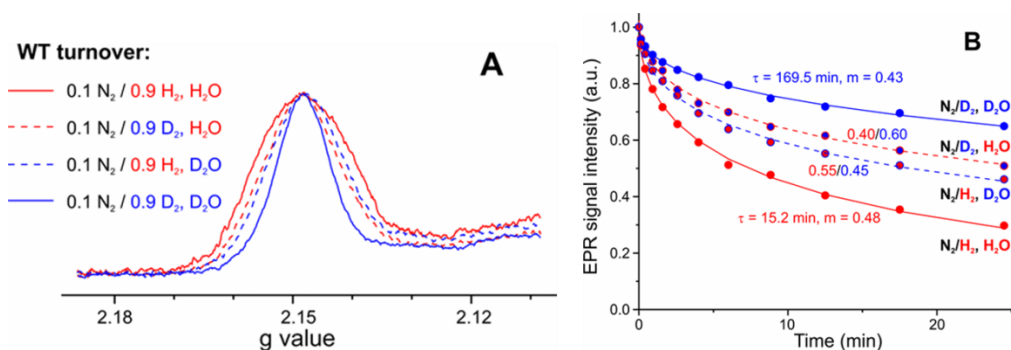 WT turnover:
0.1 N₂ / 0.9 H₂, H₂O
0.1 N₂ / 0.9 D₂, H₂O
0.1 N₂ / 0.9 H₂, D₂O
0.1 N₂ / 0.9 D₂, D₂O
A
2.18 2.15 2.12
g value
B
EPR signal intensity (a.u.)
1.0
0.8
0.6
0.4
0.2
0.0
τ = 169.5 min, m = 0.43
N₂/D₂, D₂O
0.40/0.60
N₂/D₂, H₂O
0.55/0.45
N₂/H₂, D₂O
τ = 15.2 min, m = 0.48
N₂/H₂, H₂O
0 10 20
Time (min)